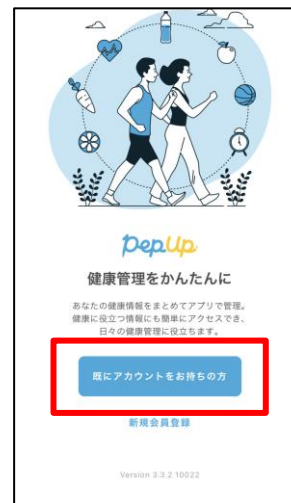 PepUp
健康管理をかんたんに
あなたの健康情報をまとめてアプリで管理。
健康に役立つ情報にも簡単にアクセスでき、
日々の健康管理に役立ちます。
既にアカウントをお持ちの方
新規会員登録
Version 3.3.2 10022